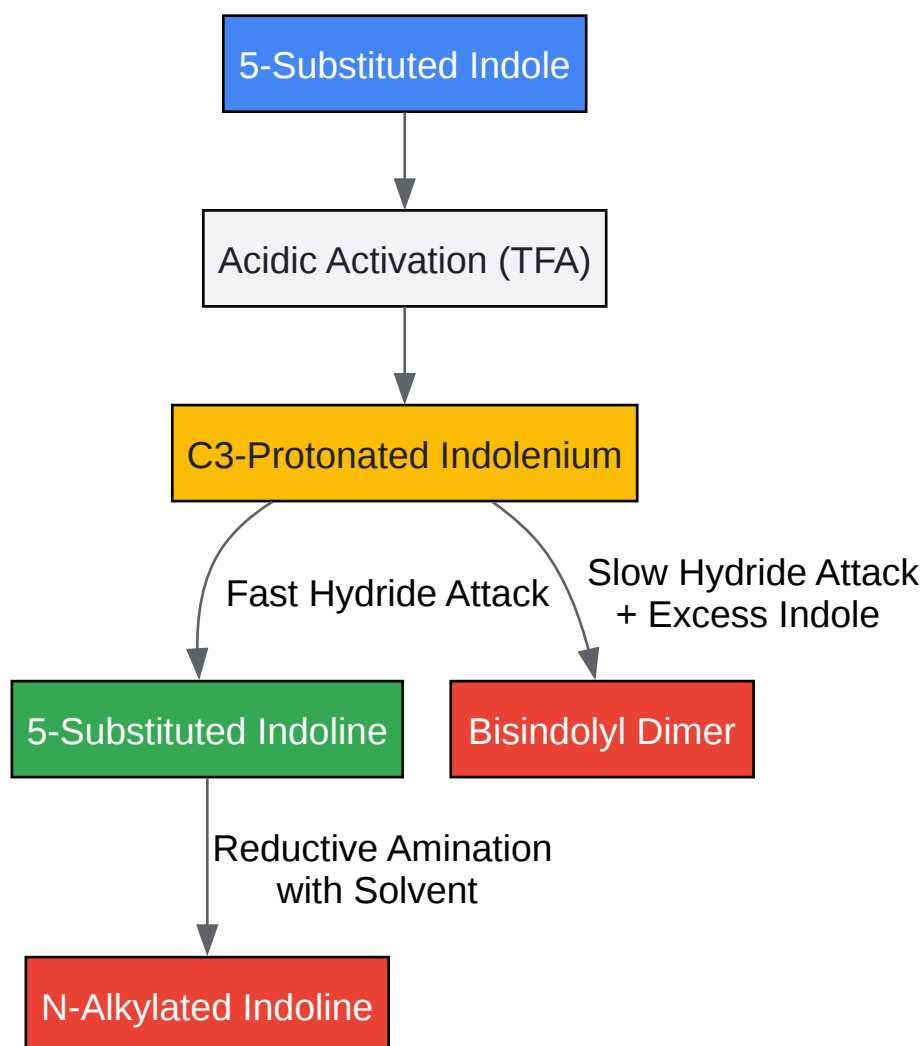 5-Substituted Indole
Acidic Activation (TFA)
C3-Protonated Indolenium
Fast Hydride Attack
Slow Hydride Attack
+ Excess Indole
5-Substituted Indoline
Bisindolyl Dimer
Reductive Amination
with Solvent
N-Alkylated Indoline